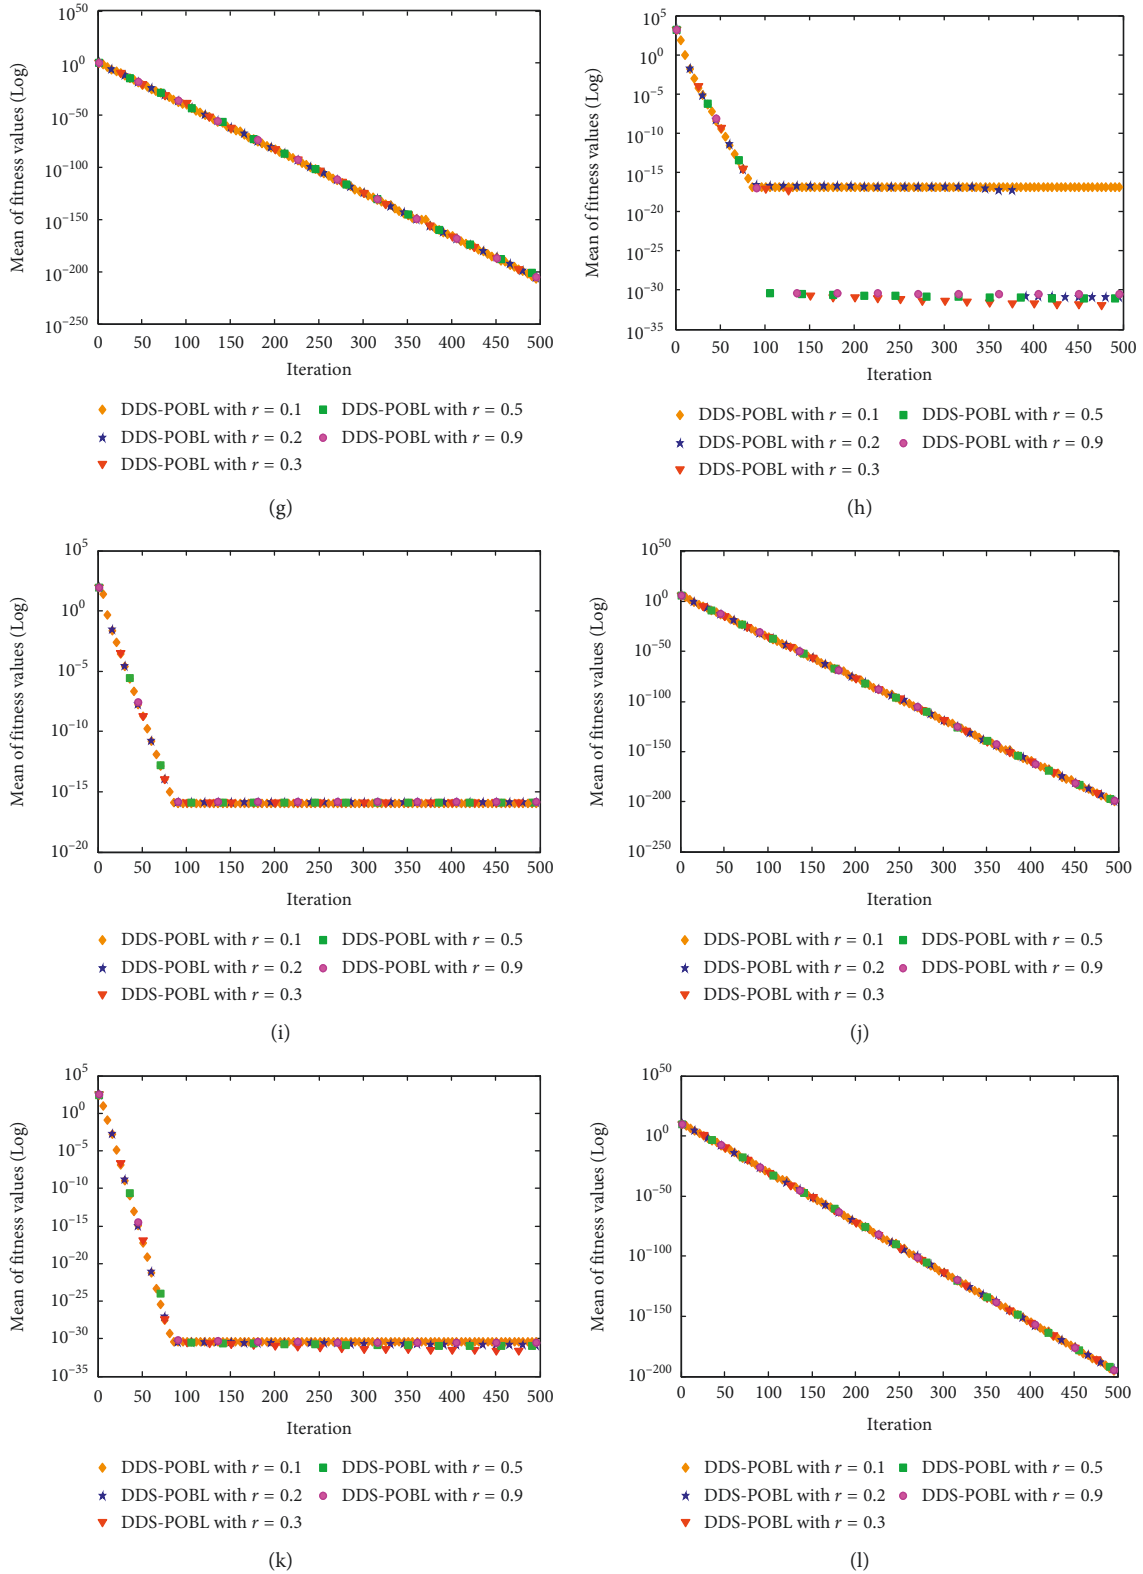 Mean of fitness values (Log)
10^50
10^0
10^−50
10^−100
10^−150
10^−200
10^−250
0 50 100 150 200 250 300 350 400 450 500
Iteration
DDS-POBL with r = 0.1
DDS-POBL with r = 0.2
DDS-POBL with r = 0.3
DDS-POBL with r = 0.5
DDS-POBL with r = 0.9
(g)
Mean of fitness values (Log)
10^5
10^0
10^−5
10^−10
10^−15
10^−20
10^−25
10^−30
10^−35
0 50 100 150 200 250 300 350 400 450 500
Iteration
DDS-POBL with r = 0.1
DDS-POBL with r = 0.2
DDS-POBL with r = 0.3
DDS-POBL with r = 0.5
DDS-POBL with r = 0.9
(h)
Mean of fitness values (Log)
10^5
10^0
10^−5
10^−10
10^−15
10^−20
0 50 100 150 200 250 300 350 400 450 500
Iteration
DDS-POBL with r = 0.1
DDS-POBL with r = 0.2
DDS-POBL with r = 0.3
DDS-POBL with r = 0.5
DDS-POBL with r = 0.9
(i)
Mean of fitness values (Log)
10^50
10^0
10^−50
10^−100
10^−150
10^−200
10^−250
0 50 100 150 200 250 300 350 400 450 500
Iteration
DDS-POBL with r = 0.1
DDS-POBL with r = 0.2
DDS-POBL with r = 0.3
DDS-POBL with r = 0.5
DDS-POBL with r = 0.9
(j)
Mean of fitness values (Log)
10^5
10^0
10^−5
10^−10
10^−15
10^−20
10^−25
10^−30
10^−35
0 50 100 150 200 250 300 350 400 450 500
Iteration
DDS-POBL with r = 0.1
DDS-POBL with r = 0.2
DDS-POBL with r = 0.3
DDS-POBL with r = 0.5
DDS-POBL with r = 0.9
(k)
Mean of fitness values (Log)
10^50
10^0
10^−50
10^−100
10^−150
10^−200
0 50 100 150 200 250 300 350 400 450 500
Iteration
DDS-POBL with r = 0.1
DDS-POBL with r = 0.2
DDS-POBL with r = 0.3
DDS-POBL with r = 0.5
DDS-POBL with r = 0.9
(l)